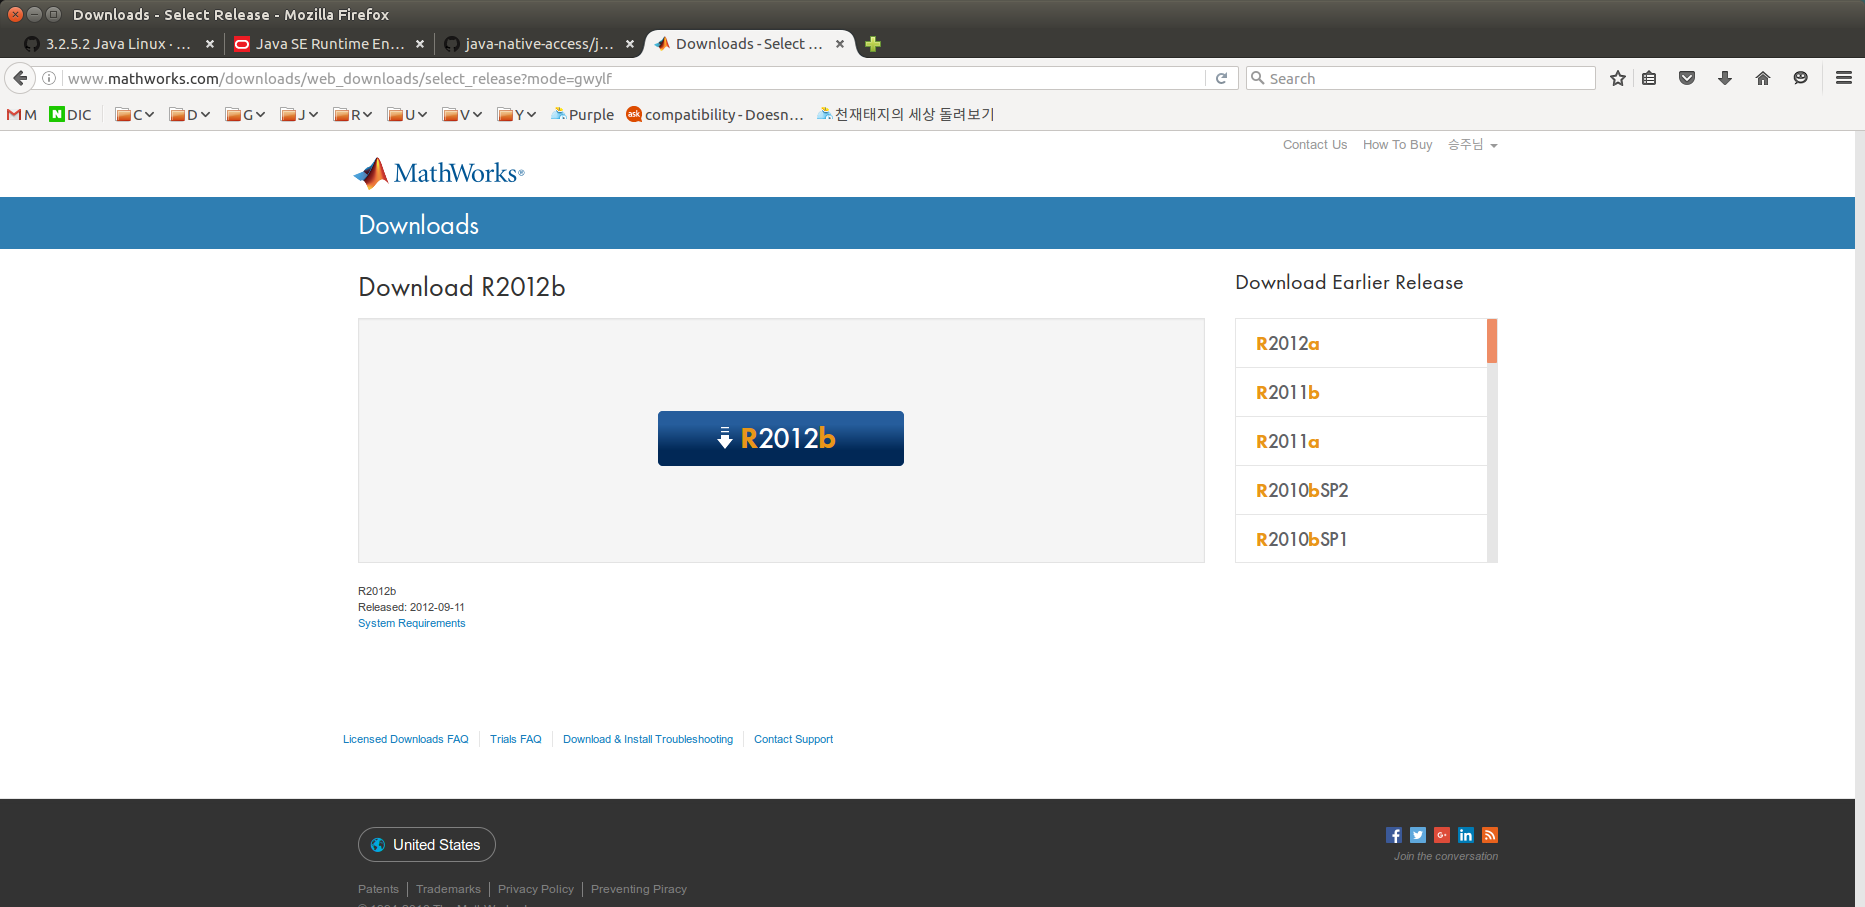 Downloads - Select Release - Mozilla Firefox
3.2.5.2 Java Linux · ...
Java SE Runtime En...
java-native-access/j...
Downloads - Select ...
www.mathworks.com/downloads/web_downloads/select_release?mode=gwylf
Search
M
DIC
C
D
G
J
R
U
V
Y
Purple
ask
compatibility - Doesn...
천재태지의 세상 돌려보기
Contact Us
How To Buy
승주님
MathWorks®
Downloads
Download R2012b
Download Earlier Release
R2012b
R2012a
R2011b
R2011a
R2010bSP2
R2010bSP1
R2012b
Released: 2012-09-11
System Requirements
Licensed Downloads FAQ
Trials FAQ
Download & Install Troubleshooting
Contact Support
United States
Join the conversation
Patents
Trademarks
Privacy Policy
Preventing Piracy